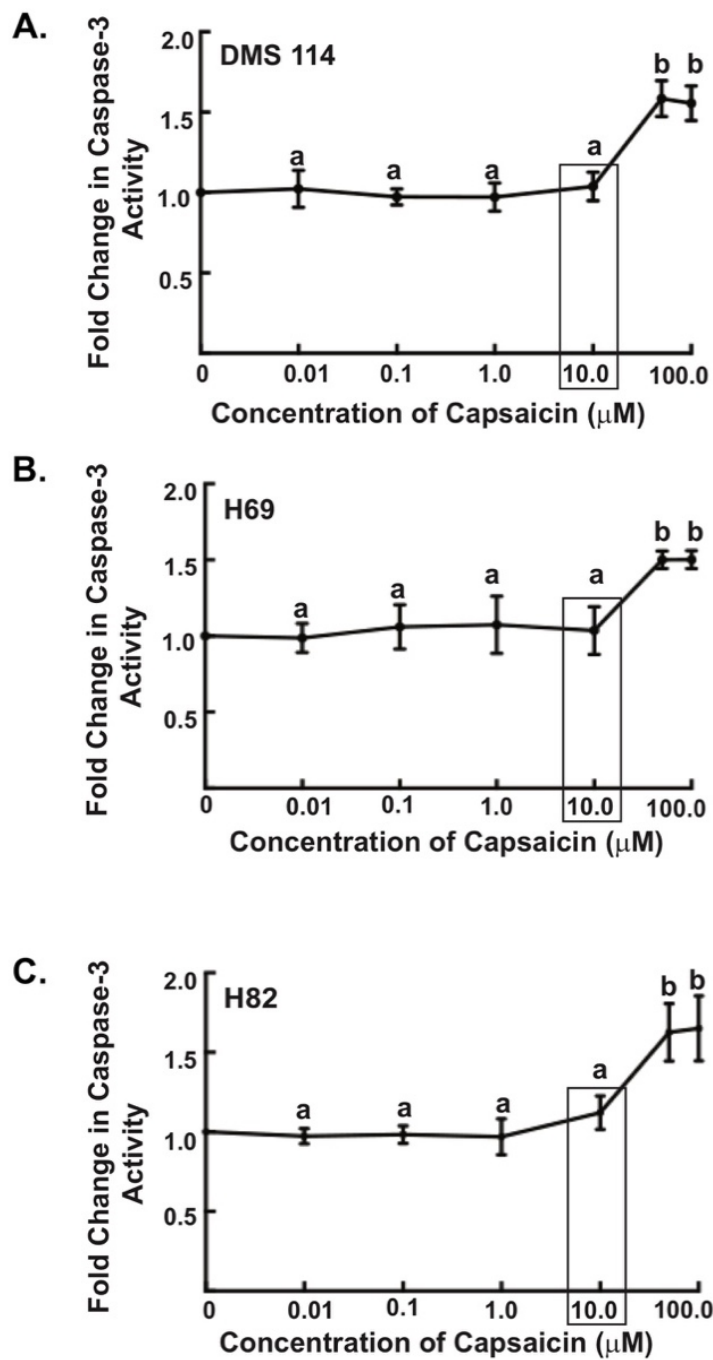 A.
Fold Change in Caspase-3
Activity
DMS 114
2.0
1.5
1.0
0.5
a
a
a
a
b b
0 0.01 0.1 1.0 10.0 100.0
Concentration of Capsaicin (μM)
B.
Fold Change in Caspase-3
Activity
H69
2.0
1.5
1.0
0.5
a
a
a
a
b b
0 0.01 0.1 1.0 10.0 100.0
Concentration of Capsaicin (μM)
C.
Fold Change in Caspase-3
Activity
H82
2.0
1.5
1.0
0.5
a
a
a
a
b b
0 0.01 0.1 1.0 10.0 100.0
Concentration of Capsaicin (μM)